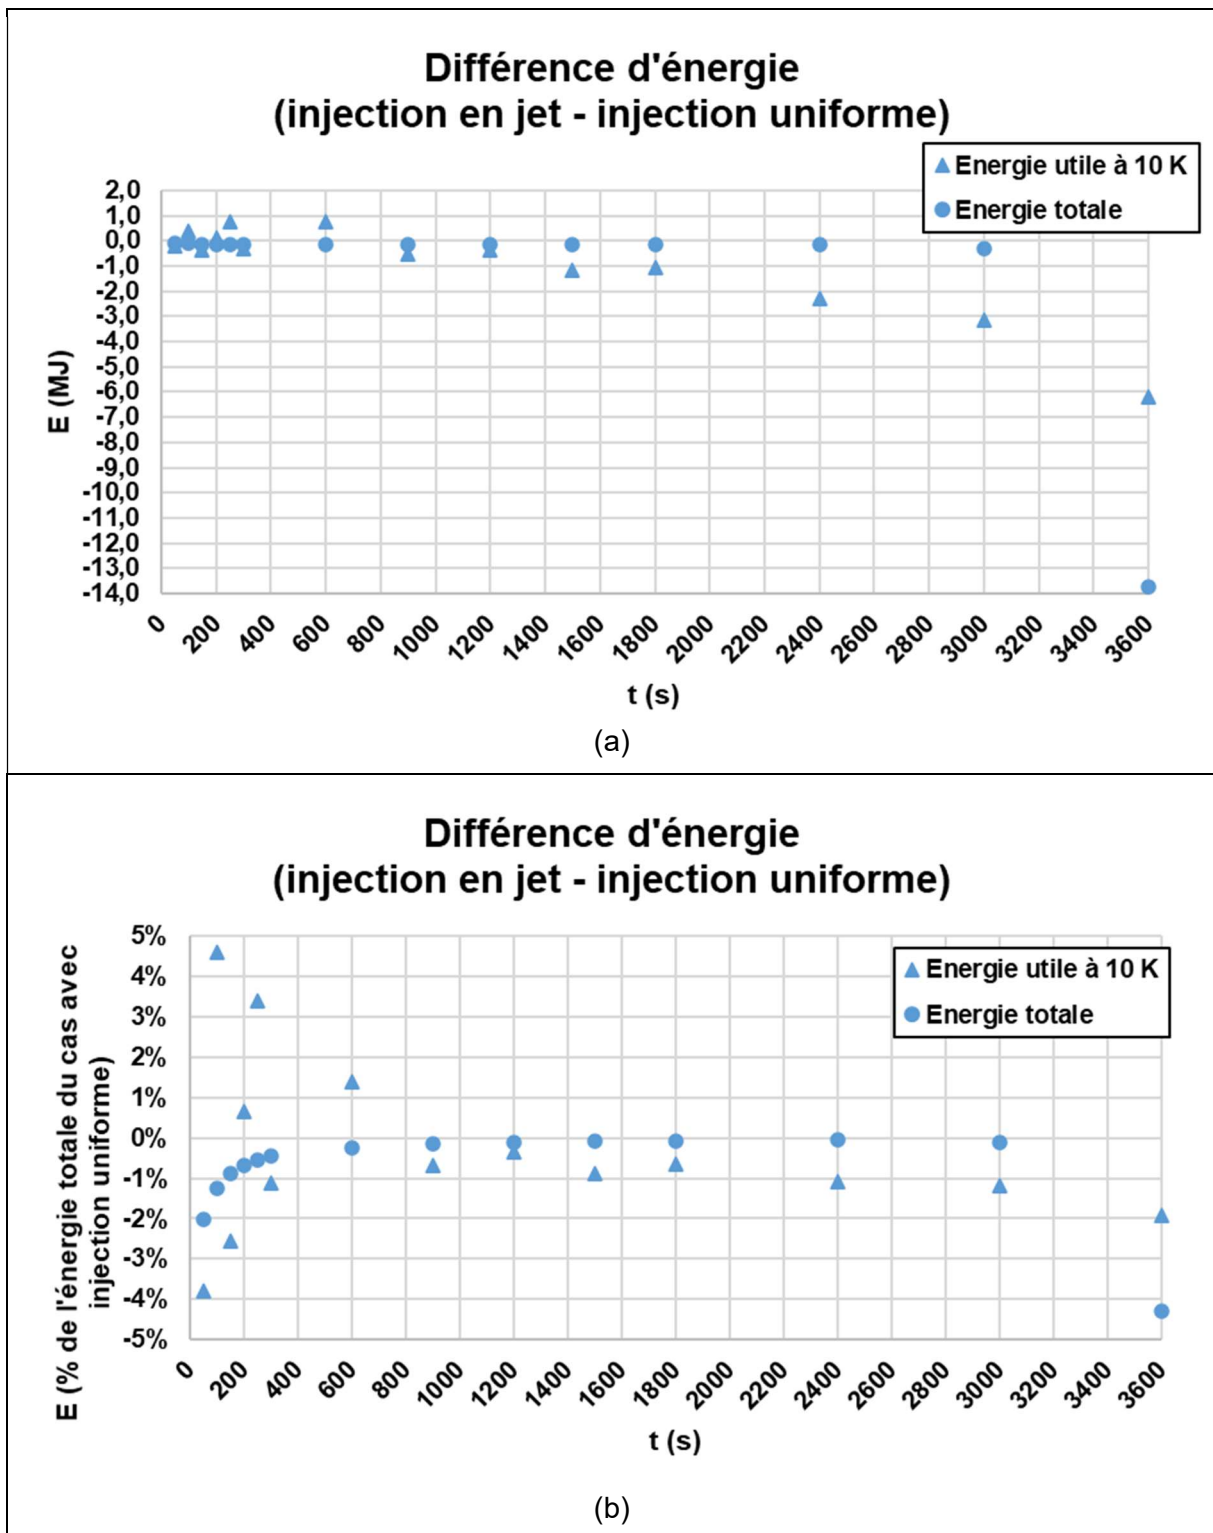 Différence d'énergie
(injection en jet - injection uniforme)
Energie utile à 10 K
Energie totale
2,0
1,0
0,0
-1,0
-2,0
-3,0
-4,0
-5,0
-6,0
-7,0
-8,0
-9,0
-10,0
-11,0
-12,0
-13,0
-14,0
E (MJ)
0 200 400 600 800 1000 1200 1400 1600 1800 2000 2200 2400 2600 2800 3000 3200 3400 3600
t (s)
(a)
Différence d'énergie
(injection en jet - injection uniforme)
Energie utile à 10 K
Energie totale
5%
4%
3%
2%
1%
0%
-1%
-2%
-3%
-4%
-5%
E (% de l'énergie totale du cas avec
injection uniforme)
0 200 400 600 800 1000 1200 1400 1600 1800 2000 2200 2400 2600 2800 3000 3200 3400 3600
t (s)
(b)